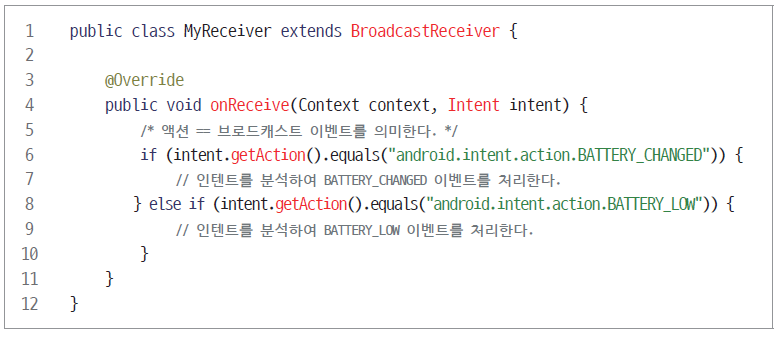 1 public class MyReceiver extends BroadcastReceiver {
2
3 @Override
4 public void onReceive(Context context, Intent intent) {
5 /* 액션 == 브로드캐스트 이벤트를 의미한다. */
6 if (intent.getAction().equals("android.intent.action.BATTERY_CHANGED")) {
7 // 인텐트를 분석하여 BATTERY_CHANGED 이벤트를 처리한다.
8 } else if (intent.getAction().equals("android.intent.action.BATTERY_LOW")) {
9 // 인텐트를 분석하여 BATTERY_LOW 이벤트를 처리한다.
10 }
11 }
12 }